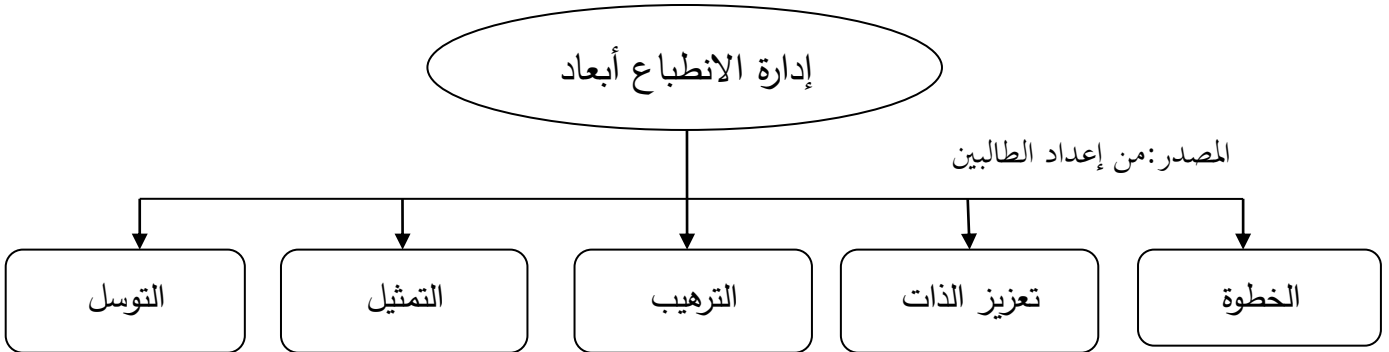 إدارة الانطباع أبعاد
المصدر:من إعداد الطالبين
الخطوة
تعزيز الذات
الترهيب
التمثيل
التوسل